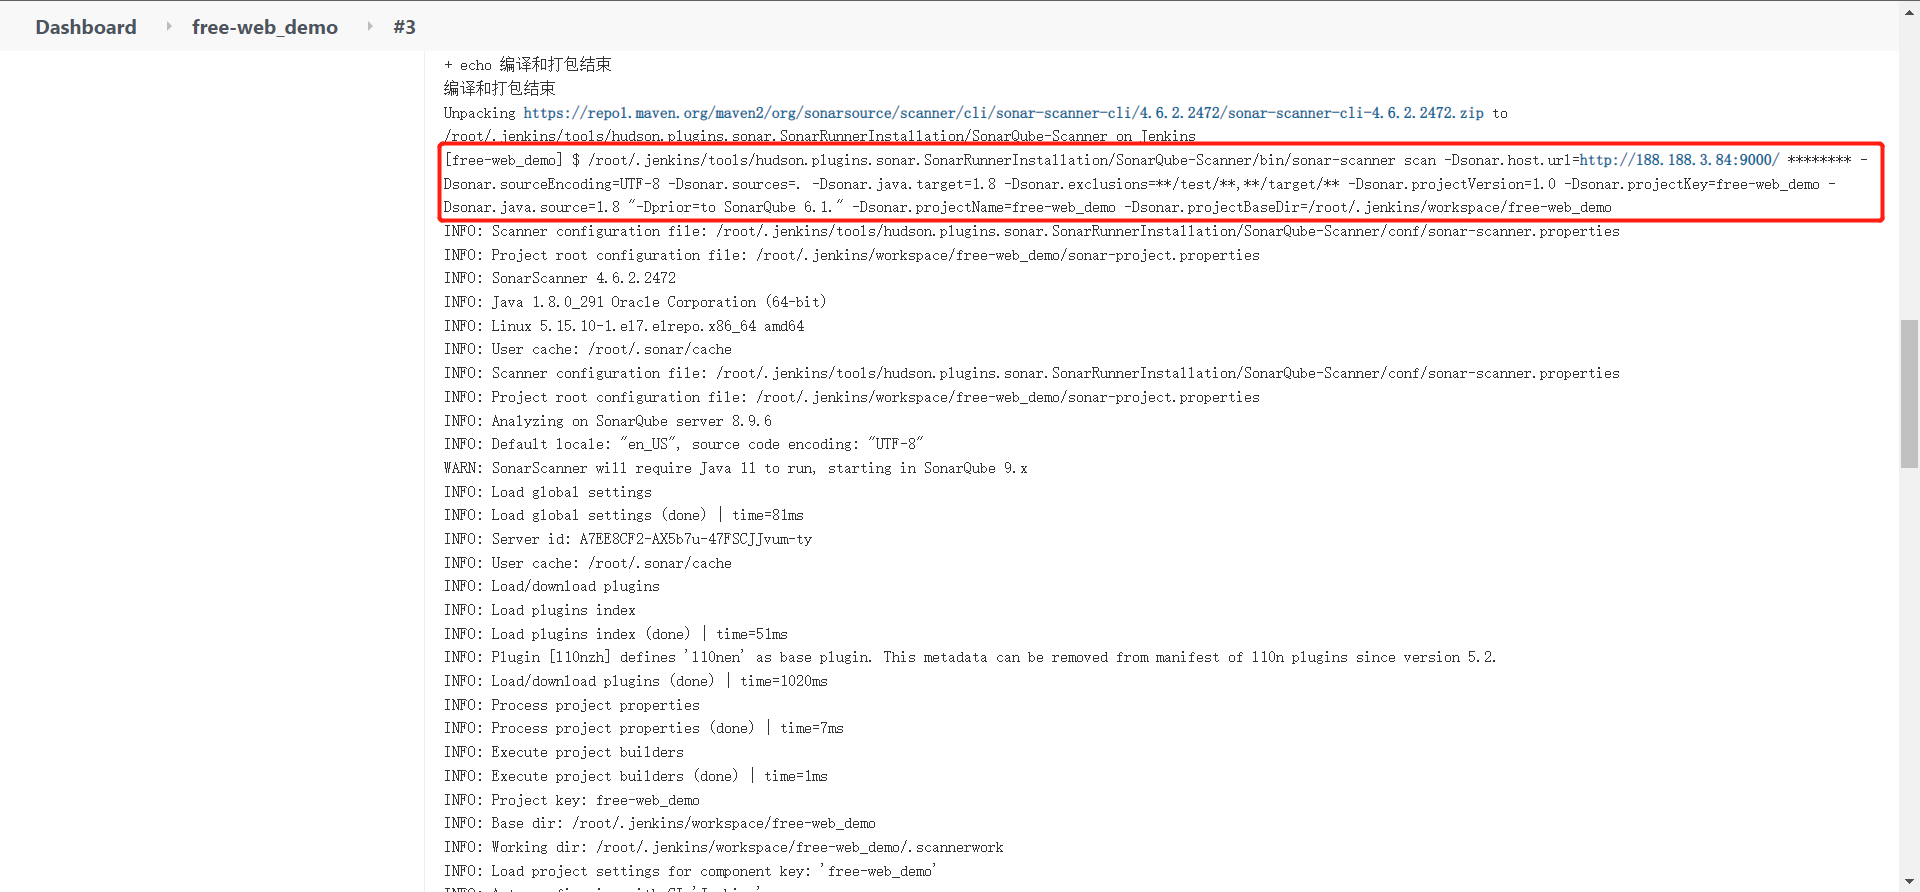 Dashboard free-web_demo #3
+ echo 编译和打包结束
编译和打包结束
Unpacking https://repo1.maven.org/maven2/org/sonarsource/scanner/cli/sonar-scanner-cli/4.6.2.2472/sonar-scanner-cli-4.6.2.2472.zip to
/root/.jenkins/tools/hudson.plugins.sonar.SonarRunnerInstallation/SonarQube-Scanner on Jenkins
[free-web_demo] $ /root/.jenkins/tools/hudson.plugins.sonar.SonarRunnerInstallation/SonarQube-Scanner/bin/sonar-scanner scan -Dsonar.host.url=http://188.188.3.84:9000/ ******** -
Dsonar.sourceEncoding=UTF-8 -Dsonar.sources=. -Dsonar.java.target=1.8 -Dsonar.exclusions=**/test/**,**/target/** -Dsonar.projectVersion=1.0 -Dsonar.projectKey=free-web_demo -
Dsonar.java.source=1.8 "-Dprior=to SonarQube 6.1." -Dsonar.projectName=free-web_demo -Dsonar.projectBaseDir=/root/.jenkins/workspace/free-web_demo
INFO: Scanner configuration file: /root/.jenkins/tools/hudson.plugins.sonar.SonarRunnerInstallation/SonarQube-Scanner/conf/sonar-scanner.properties
INFO: Project root configuration file: /root/.jenkins/workspace/free-web_demo/sonar-project.properties
INFO: SonarScanner 4.6.2.2472
INFO: Java 1.8.0_291 Oracle Corporation (64-bit)
INFO: Linux 5.15.10-1.el7.elrepo.x86_64 amd64
INFO: User cache: /root/.sonar/cache
INFO: Scanner configuration file: /root/.jenkins/tools/hudson.plugins.sonar.SonarRunnerInstallation/SonarQube-Scanner/conf/sonar-scanner.properties
INFO: Project root configuration file: /root/.jenkins/workspace/free-web_demo/sonar-project.properties
INFO: Analyzing on SonarQube server 8.9.6
INFO: Default locale: "en_US", source code encoding: "UTF-8"
WARN: SonarScanner will require Java 11 to run, starting in SonarQube 9.x
INFO: Load global settings
INFO: Load global settings (done) | time=81ms
INFO: Server id: A7EE8CF2-AX5b7u-47FSCJJvum-ty
INFO: User cache: /root/.sonar/cache
INFO: Load/download plugins
INFO: Load plugins index
INFO: Load plugins index (done) | time=51ms
INFO: Plugin [l10nzh] defines 'l10nen' as base plugin. This metadata can be removed from manifest of l10n plugins since version 5.2.
INFO: Load/download plugins (done) | time=1020ms
INFO: Process project properties
INFO: Process project properties (done) | time=7ms
INFO: Execute project builders
INFO: Execute project builders (done) | time=1ms
INFO: Project key: free-web_demo
INFO: Base dir: /root/.jenkins/workspace/free-web_demo
INFO: Working dir: /root/.jenkins/workspace/free-web_demo/.scannerwork
INFO: Load project settings for component key: 'free-web_demo'